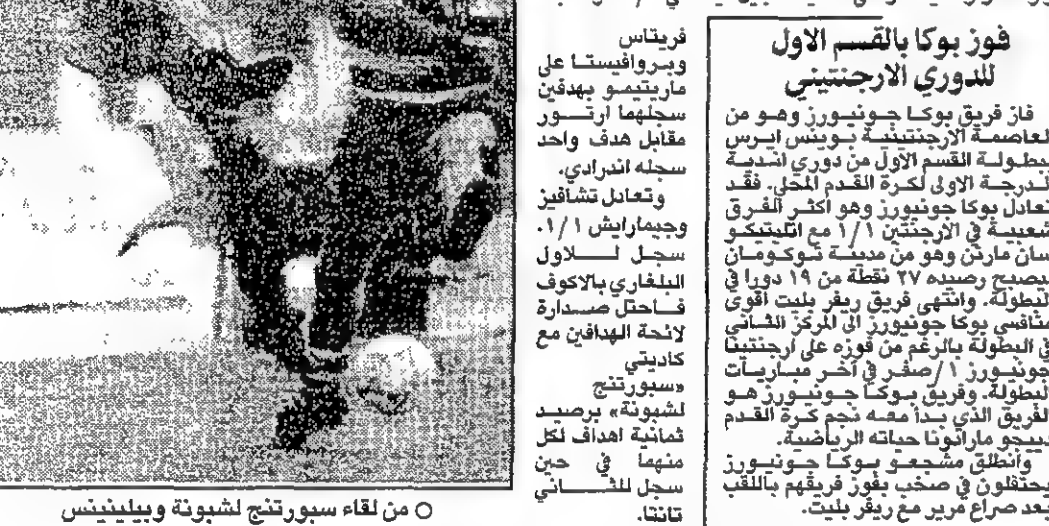 فوز بوكا بالقسم الاول
للدوري الارجنتيني
فاز فريق بوكا جونيورز وهو من
العاصمة الارجنتينية بوينس ايرس
ببطولة القسم الاول من دوري اندية
الدرجة الاولى لكرة القدم المحلي. فقد
تعادل بوكا جونيورز وهو اكثر الفرق
شعبية في الارجنتين ١/١ مع اتليتيكو
سان مارتن وهو من مدينة توكومان
ليصبح رصيده ٢٧ نقطة من ١٩ دورا في
البطولة. وانتهى فريق ريفر بليت اقوى
منافسي بوكا جونيورز الى المركز الثاني
في البطولة بالرغم من فوزه على ارجنتينا
جونيورز ١/صفر في آخر مباريات
البطولة. وفريق بوكا جونيورز هو
الفريق الذي بدأ معه نجم كرة القدم
دييجو مارادونا حياته الرياضية.
وانطلق مشجعو بوكا جونيورز
يحتفلون في صخب بفوز فريقهم باللقب
بعد صراع مرير مع ريفر بليت.
فريتاس
وبروافيستا على
ماريتيمو بهدفين
سجلهما ارتور
مقابل هدف واحد
سجله اندرادي.
وتعادل تشافيز
وجيمارايش ١/١.
سجل للاول
البلغاري بالاكوف
فاحتل صدارة
لائحة الهدافين مع
كاديتي
«سبورتنج
لشبونة» برصيد
ثمانية اهداف لكل
منهما في حين
سجل للثاني
تانتا.
○ من لقاء سبورتنج لشبونة وبيلينينس